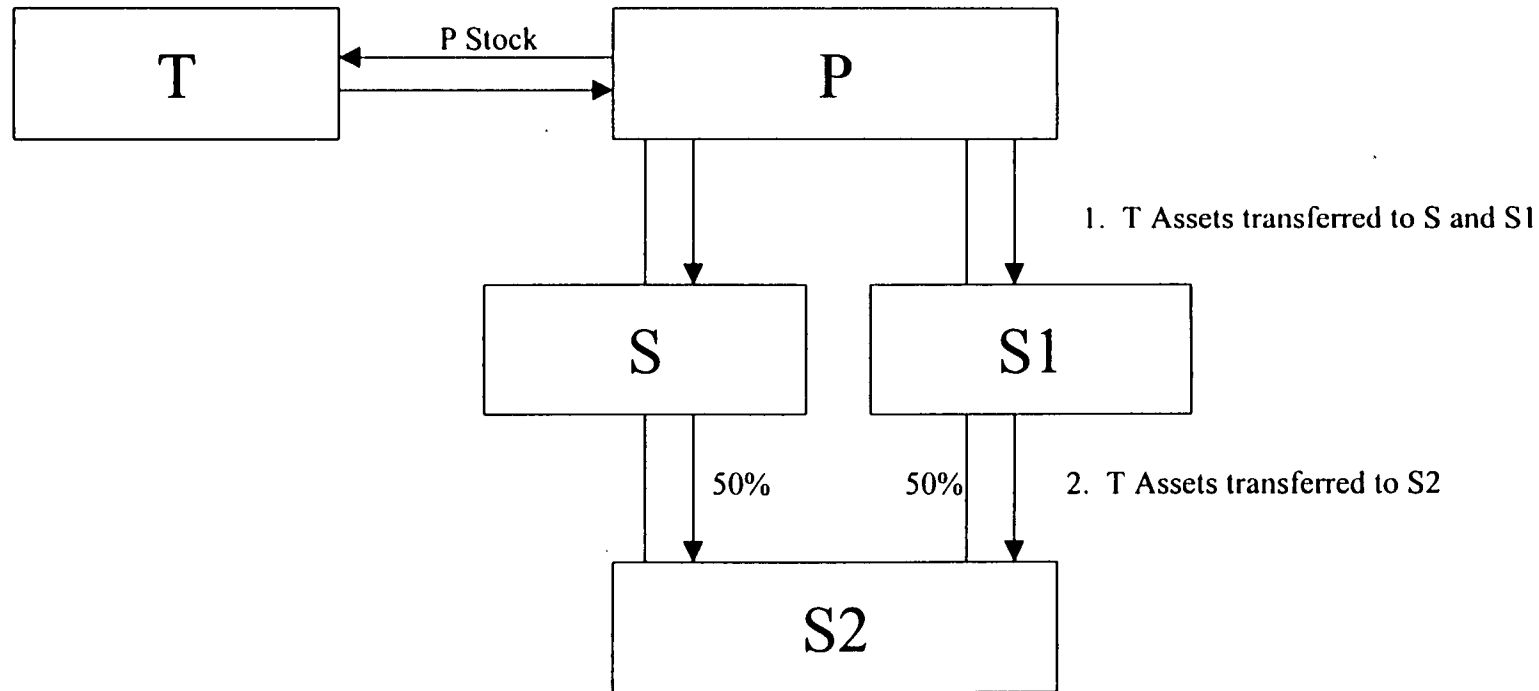 T
P Stock
P
1. T Assets transferred to S and S1
S
S1
50%
50%
2. T Assets transferred to S2
S2